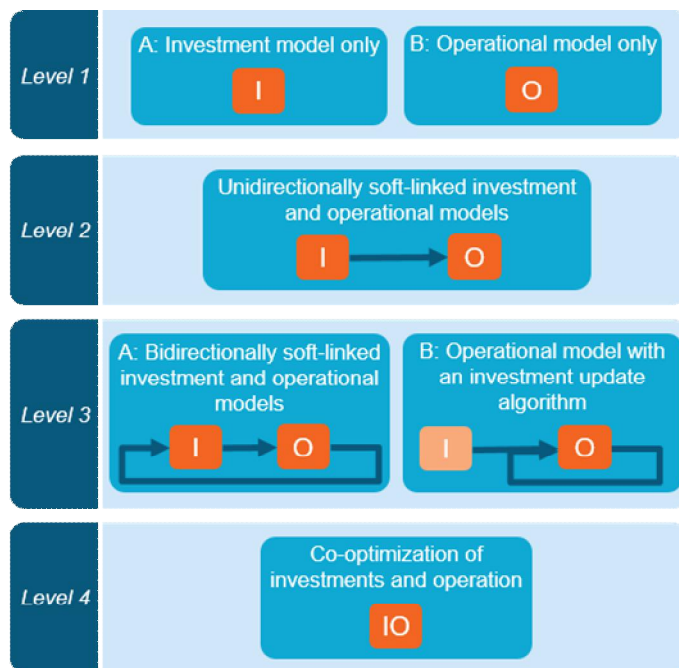 Level 1
A: Investment model only
I
B: Operational model only
O
Level 2
Unidirectionally soft-linked investment
and operational models
I
O
Level 3
A: Bidirectionally soft-linked
investment and operational
models
I
O
B: Operational model with
an investment update
algorithm
I
O
Level 4
Co-optimization of
investments and operation
IO